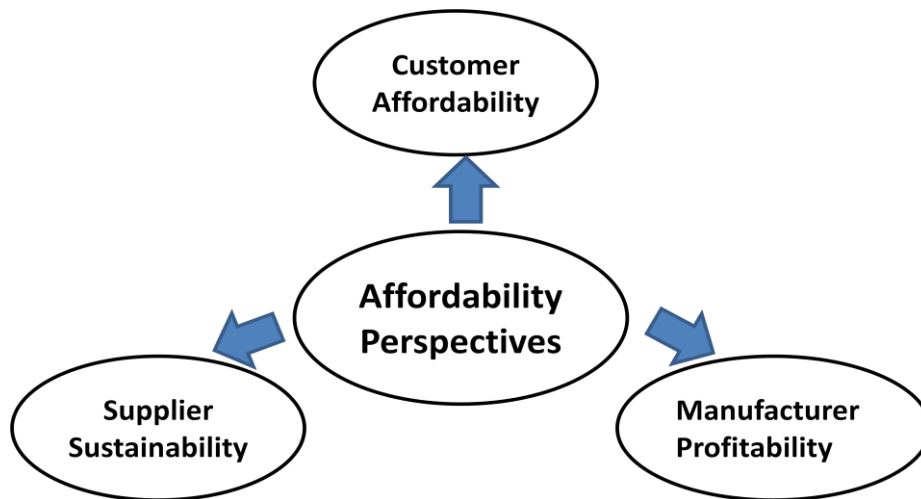 Customer
Affordability
Affordability
Perspectives
Supplier
Sustainability
Manufacturer
Profitability